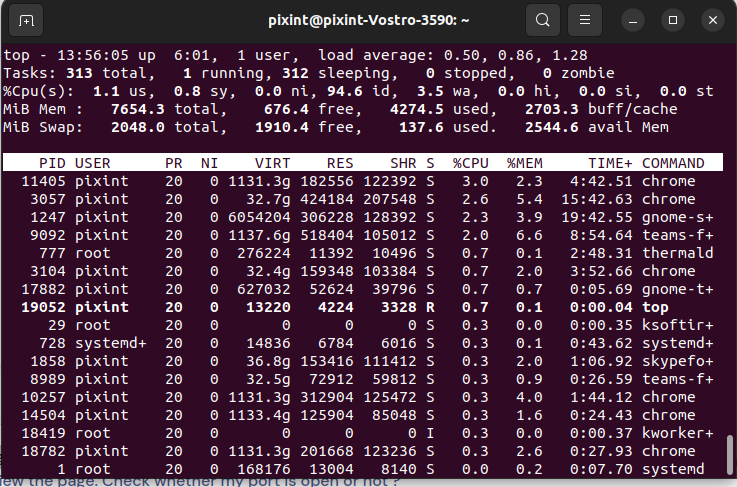 pixint@pixint-Vostro-3590: ~
top - 13:56:05 up  6:01,  1 user,  load average: 0.50, 0.86, 1.28
Tasks: 313 total,   1 running, 312 sleeping,   0 stopped,   0 zombie
%Cpu(s):  1.1 us,  0.8 sy,  0.0 ni, 94.6 id,  3.5 wa,  0.0 hi,  0.0 si,  0.0 st
MiB Mem :   7654.3 total,    676.4 free,   4274.5 used,   2703.3 buff/cache
MiB Swap:   2048.0 total,   1910.4 free,    137.6 used.   2544.6 avail Mem
PID USER      PR  NI    VIRT    RES    SHR S  %CPU  %MEM     TIME+ COMMAND
11405 pixint    20   0 1131.3g 182556 122392 S   3.0   2.3   4:42.51 chrome
3057 pixint    20   0   32.7g 424184 207548 S   2.6   5.4  15:42.63 chrome
1247 pixint    20   0 6054204 306228 128392 S   2.3   3.9  19:42.55 gnome-s+
9092 pixint    20   0 1137.6g 518404 105012 S   2.0   6.6   8:54.64 teams-f+
777 root      20   0  276224  11392  10496 S   0.7   0.1   2:48.31 thermald
3104 pixint    20   0   32.4g 159348 103384 S   0.7   2.0   3:52.66 chrome
17882 pixint    20   0  627032  52624  39796 S   0.7   0.7   0:05.69 gnome-t+
19052 pixint    20   0   13220   4224   3328 R   0.7   0.1   0:00.04 top
29 root      20   0       0      0      0 S   0.3   0.0   0:00.35 ksoftir+
728 systemd+  20   0   14836   6784   6016 S   0.3   0.1   0:43.62 systemd+
1858 pixint    20   0   36.8g 153416 111412 S   0.3   2.0   1:06.92 skypefo+
8989 pixint    20   0   32.5g  72912  59812 S   0.3   0.9   0:26.59 teams-f+
10257 pixint    20   0 1131.3g 312904 125472 S   0.3   4.0   1:44.12 chrome
14504 pixint    20   0 1133.4g 125904  85048 S   0.3   1.6   0:24.43 chrome
18419 root      20   0       0      0      0 I   0.3   0.0   0:00.37 kworker+
18782 pixint    20   0 1131.3g 201668 123236 S   0.3   2.6   0:27.93 chrome
1 root      20   0  168176  13004   8140 S   0.0   0.2   0:07.70 systemd
the page. Check whether my port is open or not ?